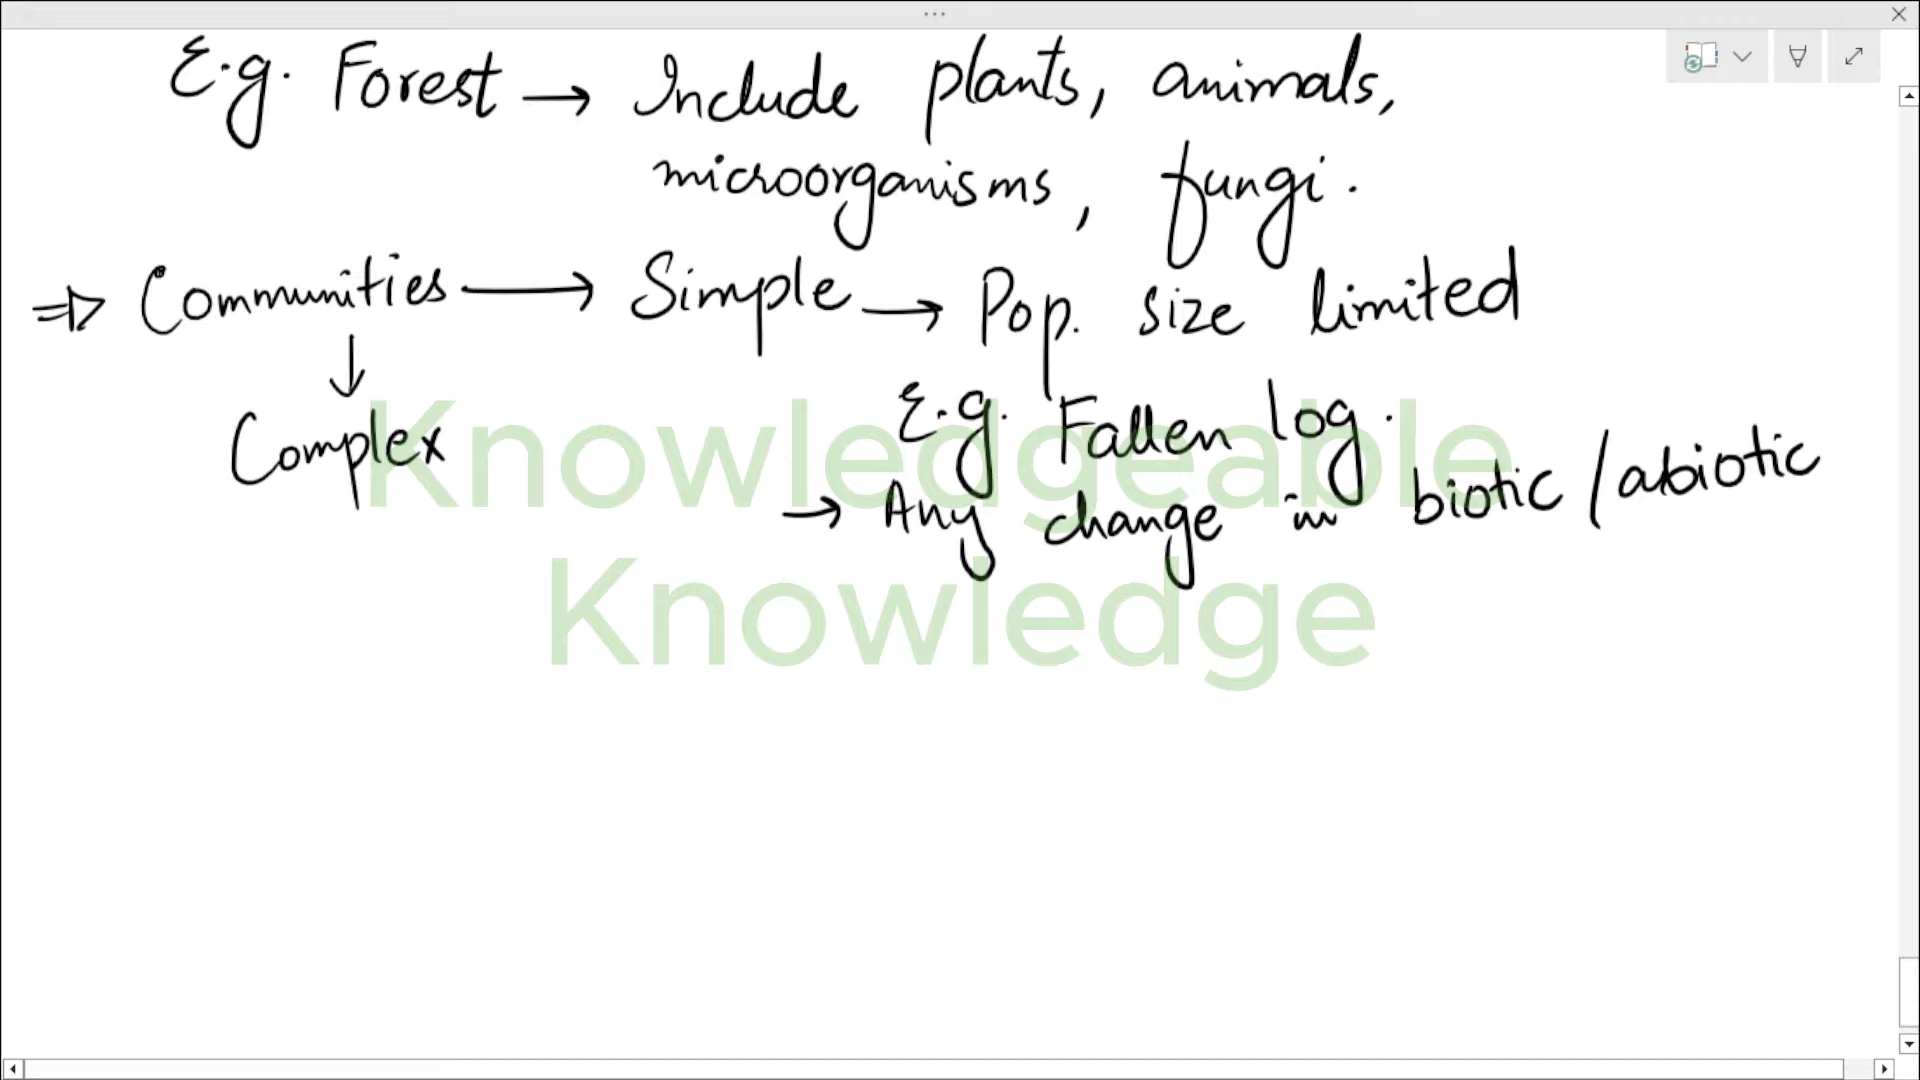 E.g. Forest → Include plants, animals,
microorganisms, fungi.
⇒ Communities → Simple → Pop. size limited
↓
Complex
E.g. Fallen log.
→ Any change in biotic / abiotic
Knowledgeable
Knowledge